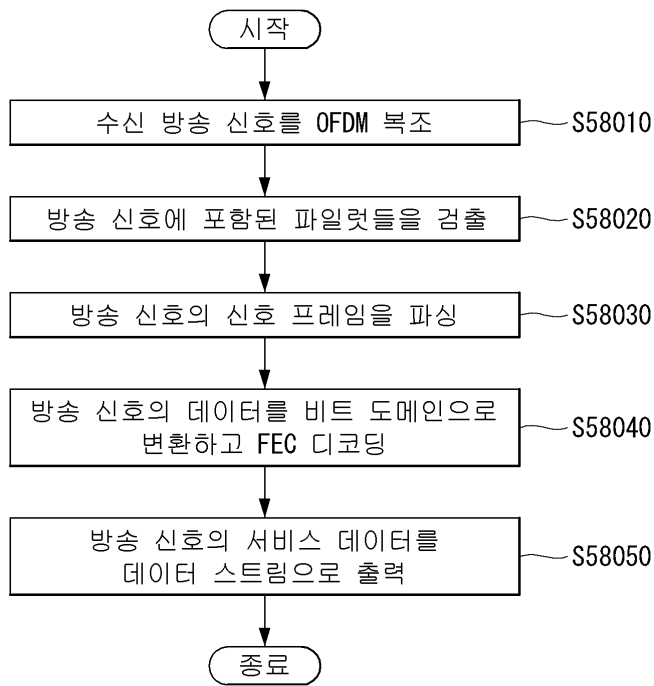 시작
수신 방송 신호를 OFDM 복조
S58010
방송 신호에 포함된 파일럿들을 검출
S58020
방송 신호의 신호 프레임을 파싱
S58030
방송 신호의 데이터를 비트 도메인으로
변환하고 FEC 디코딩
S58040
방송 신호의 서비스 데이터를
데이터 스트림으로 출력
S58050
종료